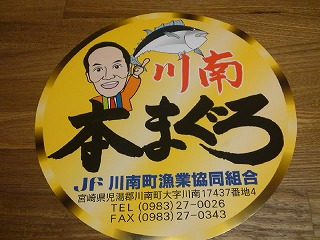 川南
本まぐろ
JF 川南町漁業協同組合
宮崎県児湯郡川南町大字川南17437番地4
TEL (0983) 27-0026
FAX (0983) 27-0343